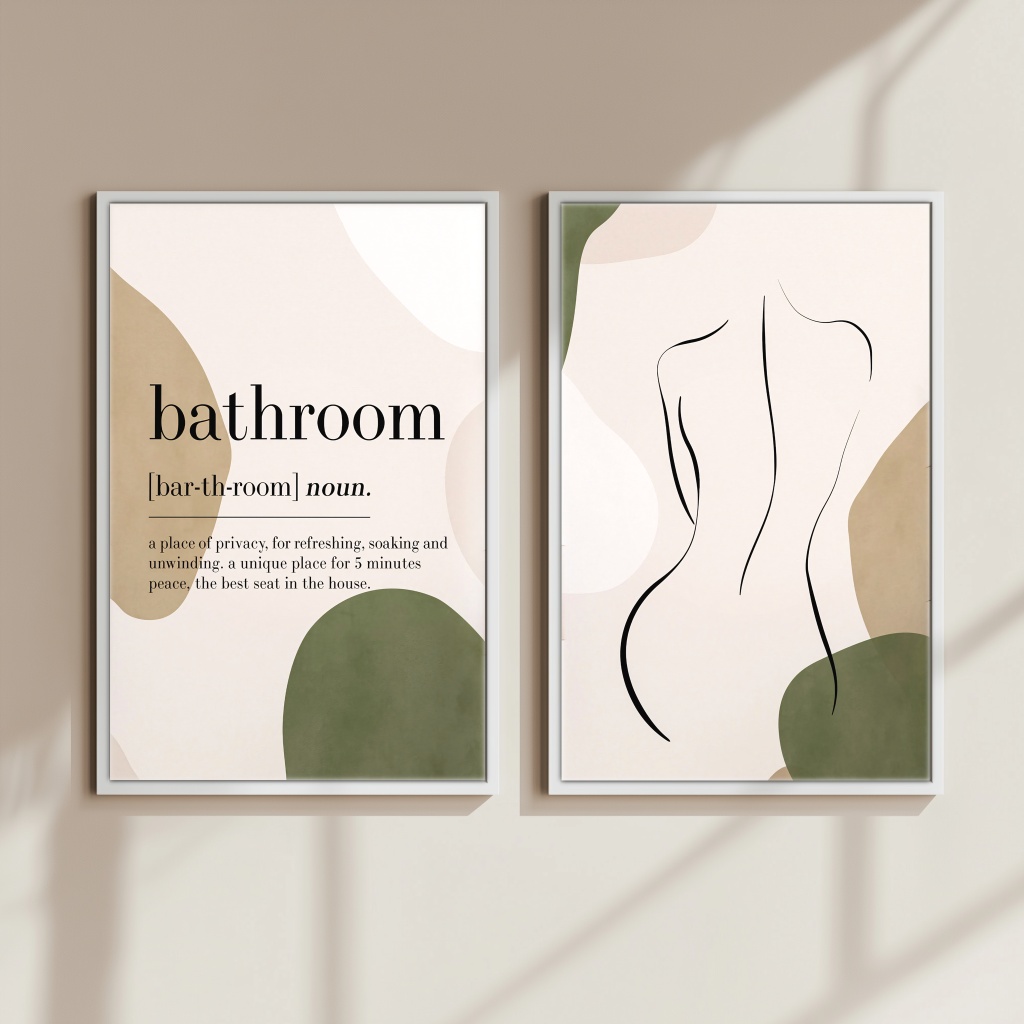 bathroom
[bar-th-room] noun.
a place of privacy, for refreshing, soaking and
unwinding. a unique place for 5 minutes
peace, the best seat in the house.